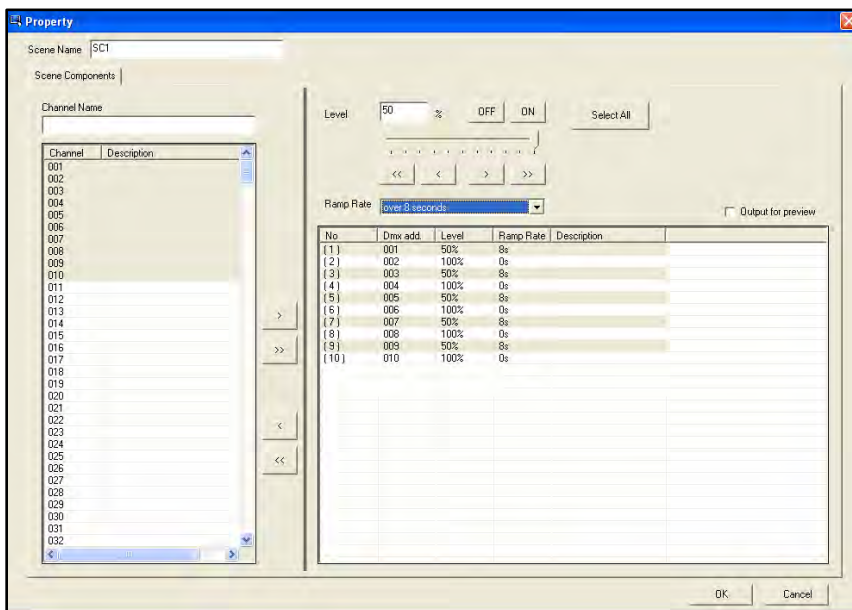 Property
Scene Name SC1
Scene Components
Channel Name
Channel Description
001
002
003
004
005
006
007
008
009
010
011
012
013
014
015
016
017
018
019
020
021
022
023
024
025
026
027
028
029
030
031
032
>
>>
<
<<
Level 50 % OFF ON Select All
<< < > >>
Ramp Rate over 8 seconds Output for preview
No Dmx add. Level Ramp Rate Description
( 1 ) 001 50% 8s
( 2 ) 002 100% 0s
( 3 ) 003 50% 8s
( 4 ) 004 100% 0s
( 5 ) 005 50% 8s
( 6 ) 006 100% 0s
( 7 ) 007 50% 8s
( 8 ) 008 100% 0s
( 9 ) 009 50% 8s
( 10 ) 010 100% 0s
OK Cancel